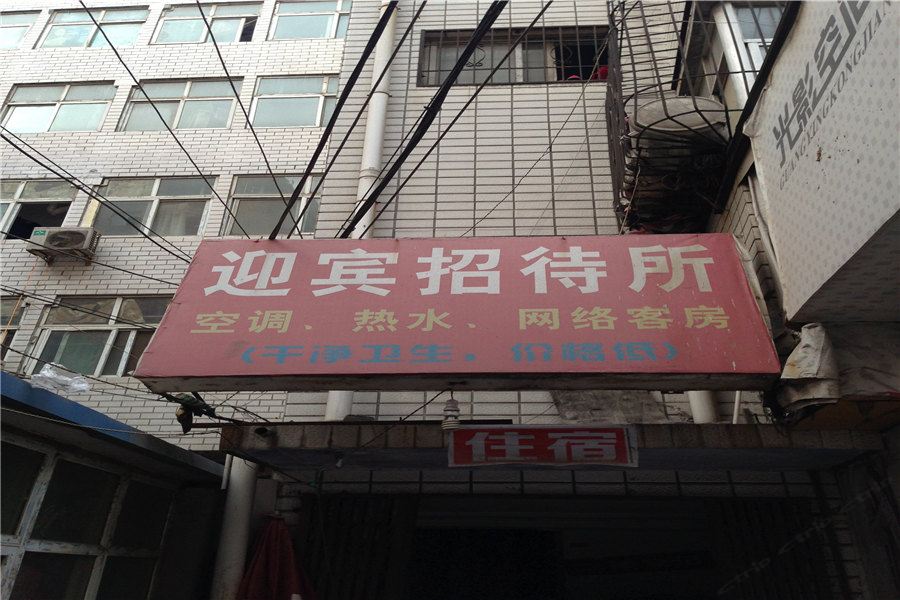 迎宾招待所
空调、热水、网络客房
(干净卫生。价格低)
住宿
光影空间
GUANGYINGKONGJIAN